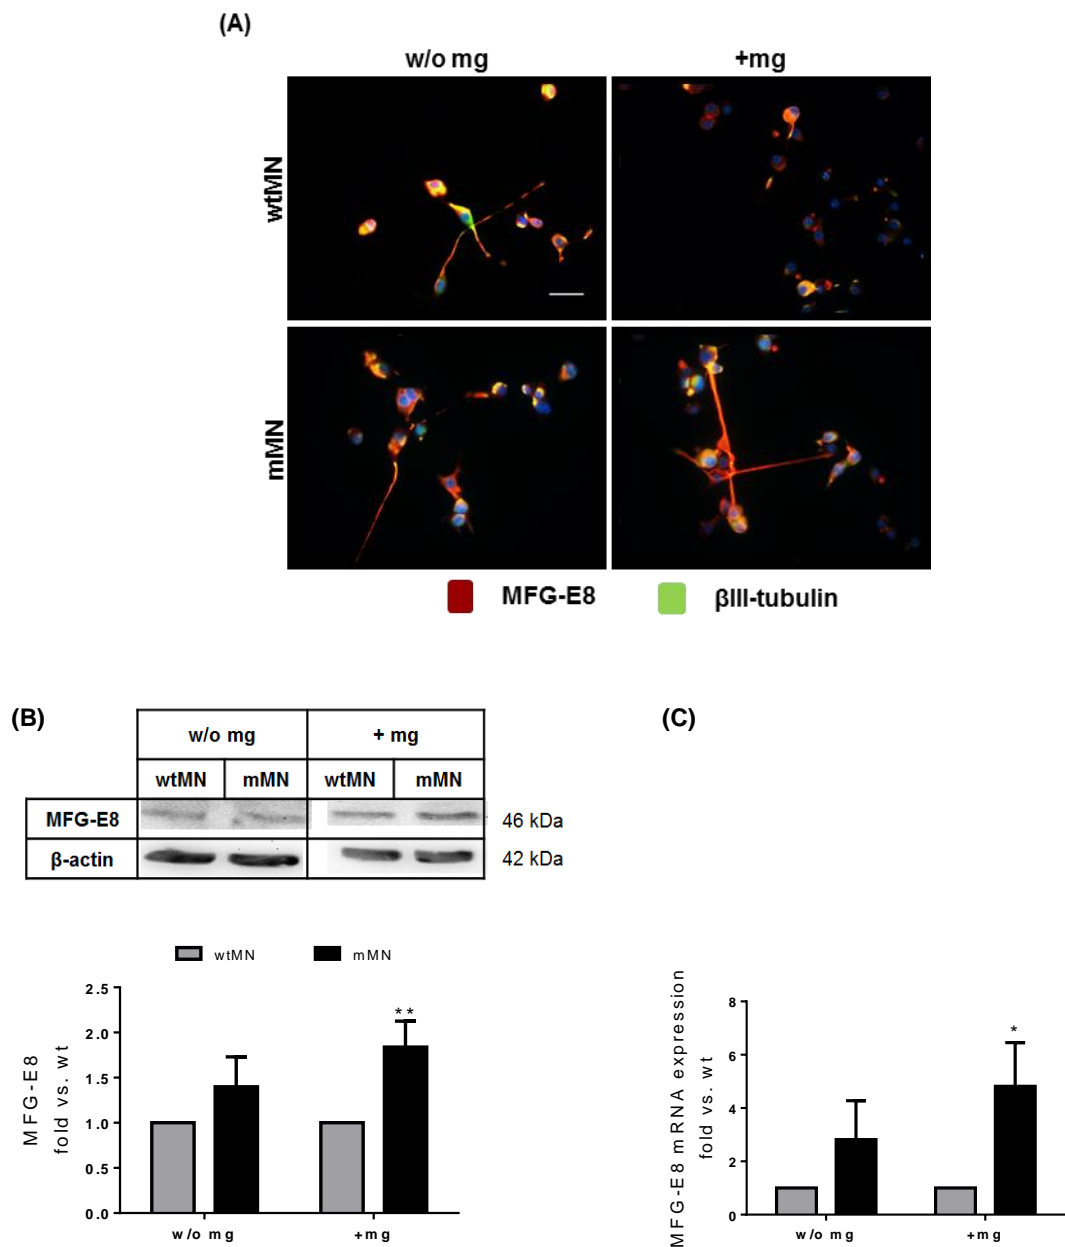 (A)
w/o mg +mg
wtMN
mMN
MFG-E8 βIII-tubulin
(B)
w/o mg + mg
wtMN mMN wtMN mMN
MFG-E8 46 kDa
β-actin 42 kDa
wtMN mMN
MFG-E8
fold vs. wt
2.5
2.0
1.5
1.0
0.5
0.0
**
w/o mg +mg
(C)
MFG-E8 mRNA expression
fold vs. wt
8
6
4
2
0
*
w/o mg +mg